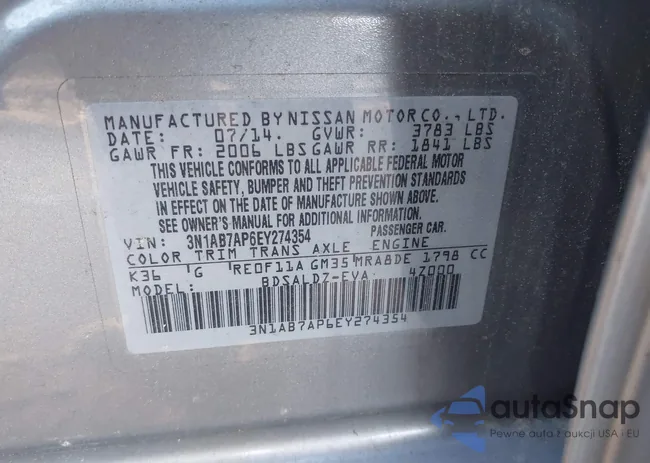 MANUFACTURED BY NISSAN MOTOR CO., LTD.
DATE: 07/14. GVWR: 3783 LBS
GAWR FR: 2006 LBS GAWR RR: 1841 LBS
THIS VEHICLE CONFORMS TO ALL APPLICABLE FEDERAL MOTOR
VEHICLE SAFETY, BUMPER AND THEFT PREVENTION STANDARDS
IN EFFECT ON THE DATE OF MANUFACTURE SHOWN ABOVE.
SEE OWNER'S MANUAL FOR ADDITIONAL INFORMATION.
VIN: 3N1AB7AP6EY274354 PASSENGER CAR.
COLOR TRIM TRANS AXLE ENGINE
K36 G RE0F11A GM35 MRA8DE 1798 CC
MODEL: BDSALDZ-EVA 47000
3N1AB7AP6EY274354
autoSnap
Pewne auta z aukcji USA i EU